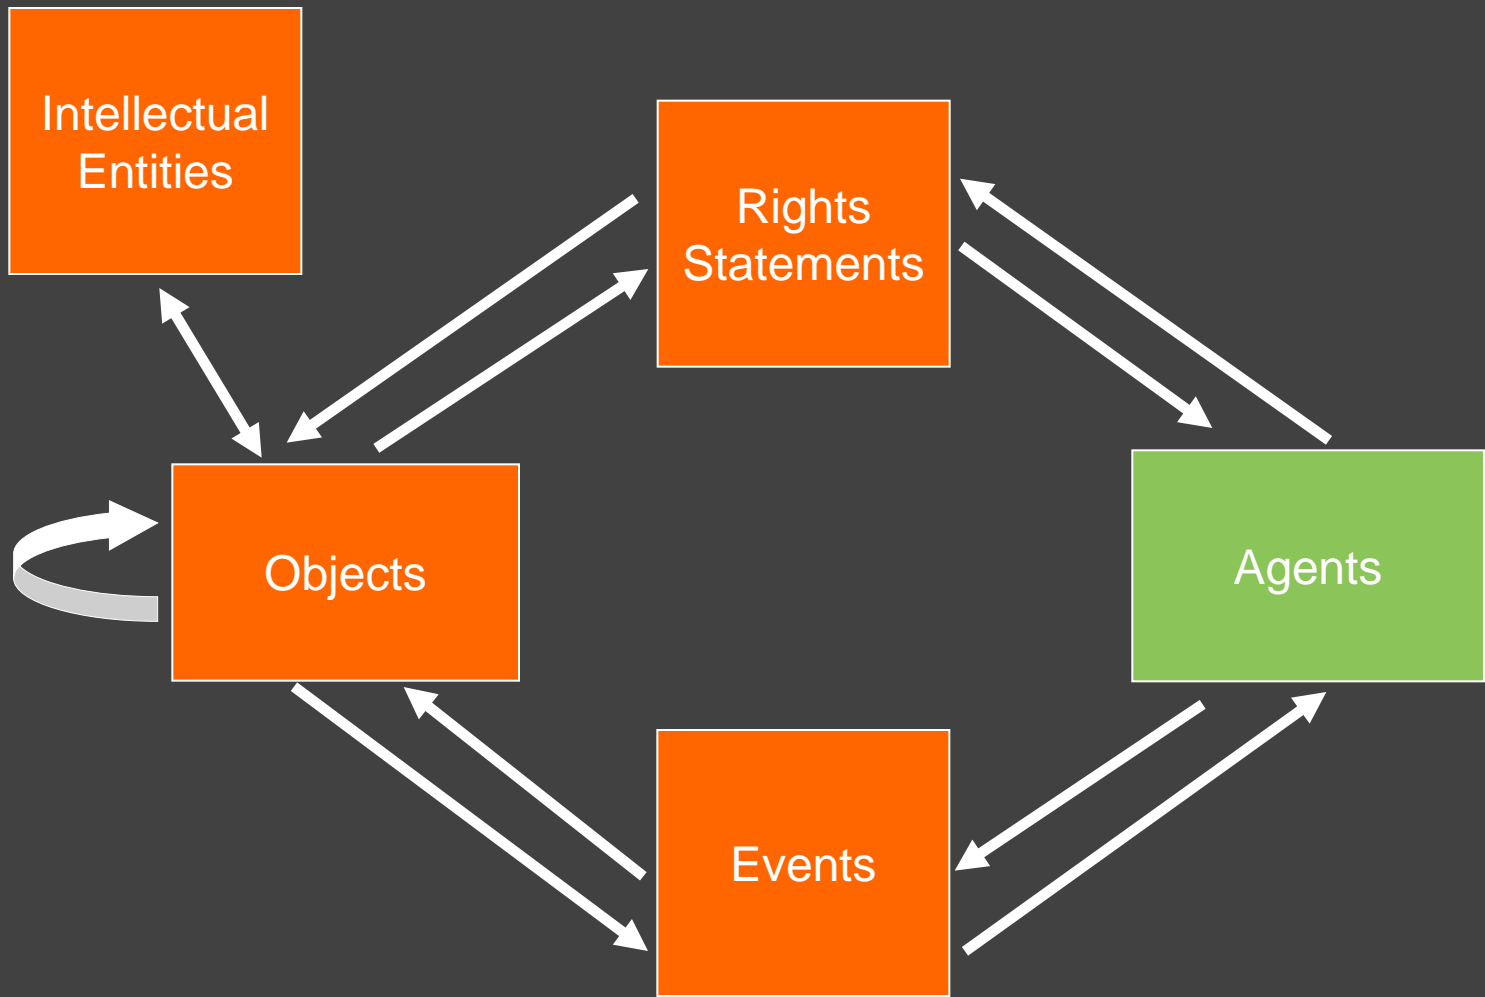 Intellectual
Entities
Rights
Statements
Objects
Agents
Events